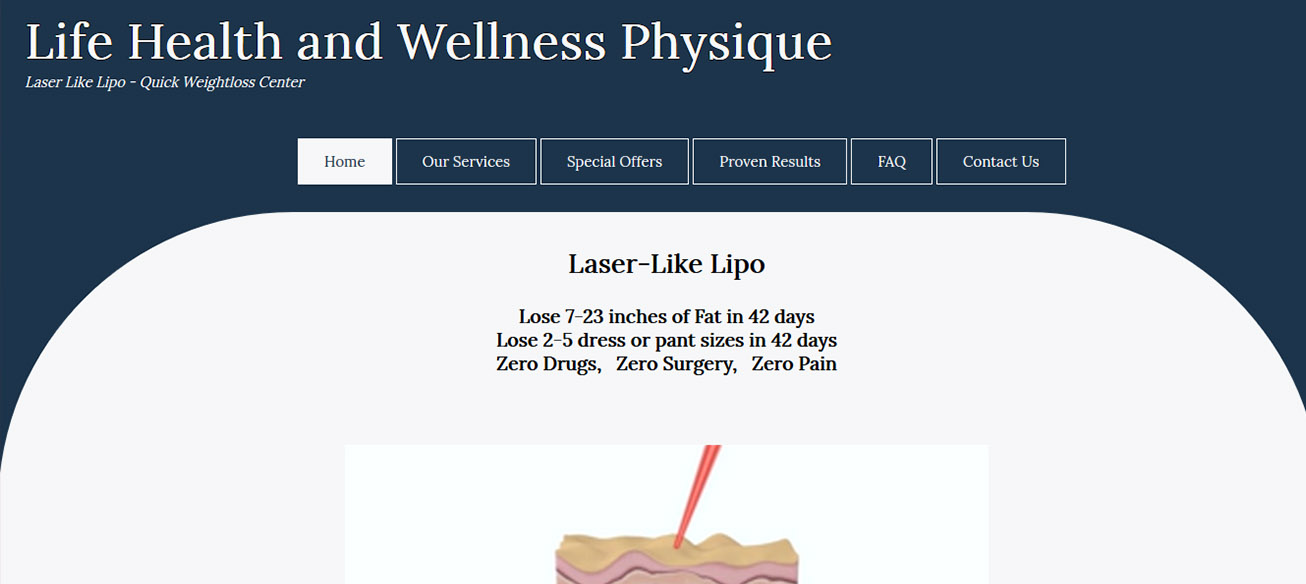 Life Health and Wellness Physique
Laser Like Lipo - Quick Weightloss Center
Home Our Services Special Offers Proven Results FAQ Contact Us
Laser-Like Lipo
Lose 7-23 inches of Fat in 42 days
Lose 2-5 dress or pant sizes in 42 days
Zero Drugs, Zero Surgery, Zero Pain